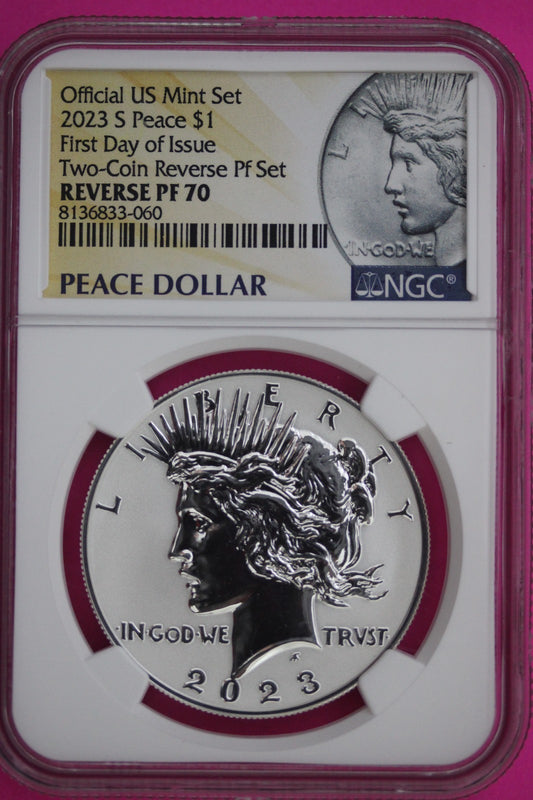 Official US Mint Set
2023 S Peace $1
First Day of Issue
Two-Coin Reverse Pf Set
REVERSE PF 70
8136833-060
PEACE DOLLAR
L I
IN·GOD·WE
NGC®
LIBERTY
·IN·GOD·WE TRVST·
2023